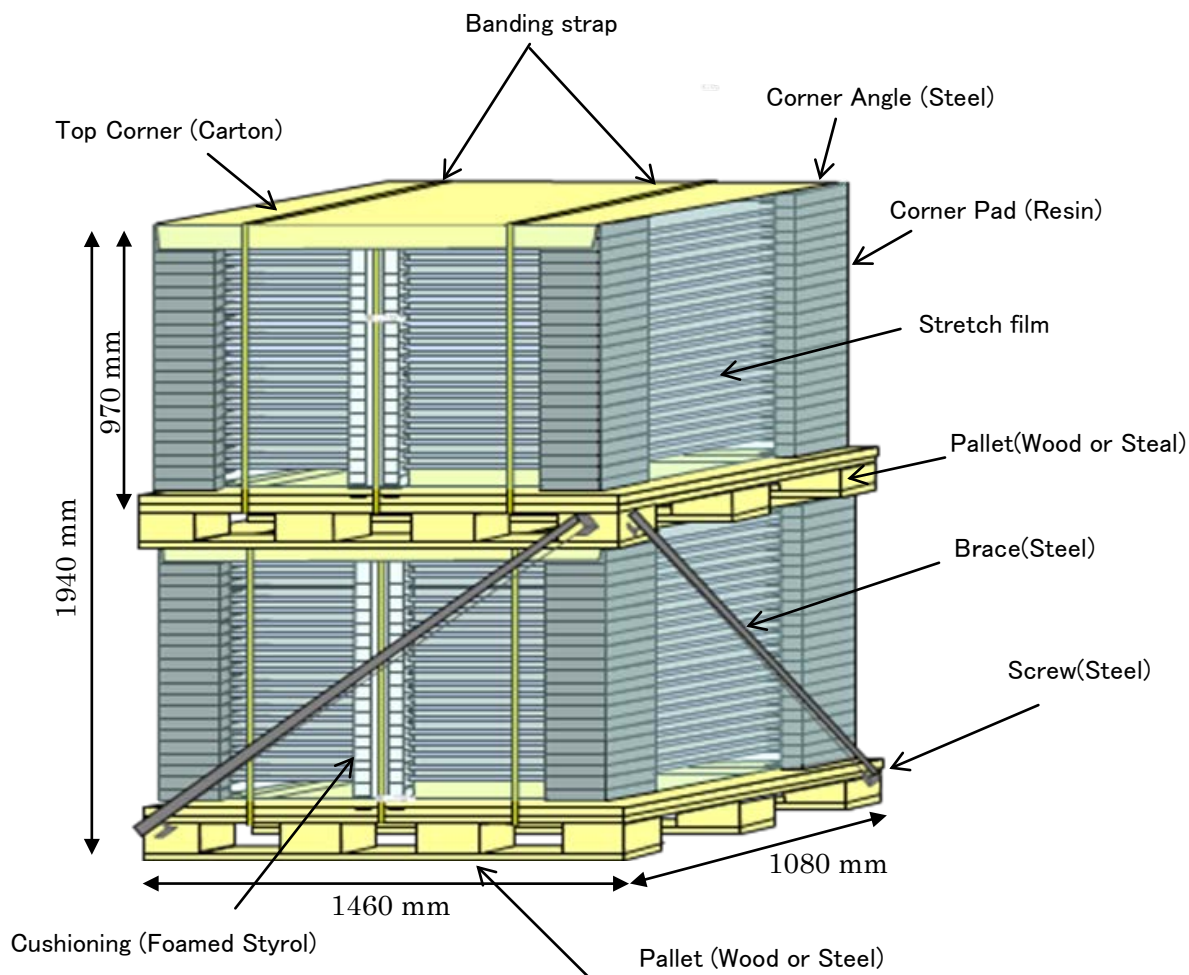 Banding strap
Corner Angle (Steel)
Top Corner (Carton)
Corner Pad (Resin)
Stretch film
970 mm
Pallet(Wood or Steal)
1940 mm
Brace(Steel)
Screw(Steel)
1080 mm
1460 mm
Cushioning (Foamed Styrol)
Pallet (Wood or Steel)